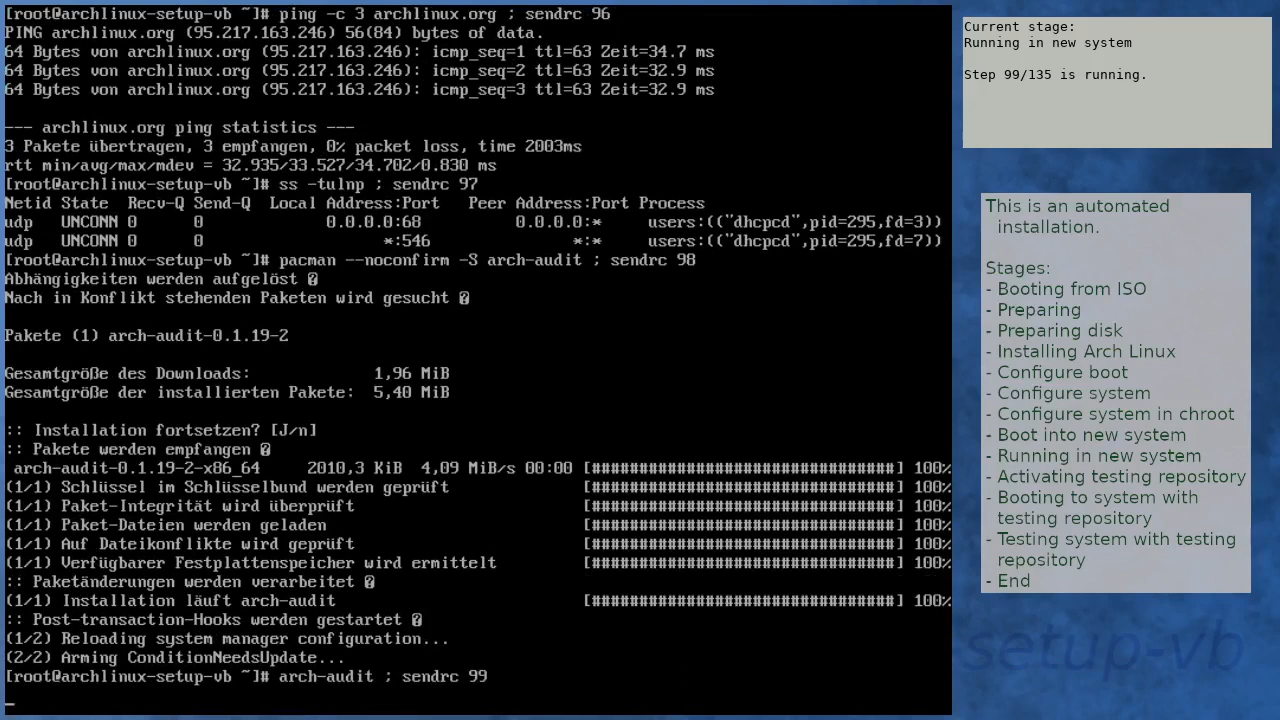 [root@archlinux-setup-vb ~]# ping -c 3 archlinux.org ; sendrc 96
PING archlinux.org (95.217.163.246) 56(84) bytes of data.
64 Bytes von archlinux.org (95.217.163.246): icmp_seq=1 ttl=63 Zeit=34.7 ms
64 Bytes von archlinux.org (95.217.163.246): icmp_seq=2 ttl=63 Zeit=32.9 ms
64 Bytes von archlinux.org (95.217.163.246): icmp_seq=3 ttl=63 Zeit=32.9 ms
--- archlinux.org ping statistics ---
3 Pakete übertragen, 3 empfangen, 0% packet loss, time 2003ms
rtt min/avg/max/mdev = 32.935/33.527/34.702/0.830 ms
[root@archlinux-setup-vb ~]# ss -tulnp ; sendrc 97
Netid State  Recv-Q Send-Q  Local Address:Port   Peer Address:Port Process
udp   UNCONN 0      0             0.0.0.0:68          0.0.0.0:*     users:(("dhcpcd",pid=295,fd=3))
udp   UNCONN 0      0                   *:546               *:*     users:(("dhcpcd",pid=295,fd=7))
[root@archlinux-setup-vb ~]# pacman --noconfirm -S arch-audit ; sendrc 98
Abhängigkeiten werden aufgelöst �
Nach in Konflikt stehenden Paketen wird gesucht �
Pakete (1) arch-audit-0.1.19-2
Gesamtgröße des Downloads:             1,96 MiB
Gesamtgröße der installierten Pakete:  5,40 MiB
:: Installation fortsetzen? [J/n]
:: Pakete werden empfangen �
arch-audit-0.1.19-2-x86_64     2010,3 KiB  4,09 MiB/s 00:00 [################################] 100%
(1/1) Schlüssel im Schlüsselbund werden geprüft [################################] 100%
(1/1) Paket-Integrität wird überprüft [################################] 100%
(1/1) Paket-Dateien werden geladen [################################] 100%
(1/1) Auf Dateikonflikte wird geprüft [################################] 100%
(1/1) Verfügbarer Festplattenspeicher wird ermittelt [################################] 100%
:: Paketänderungen werden verarbeitet �
(1/1) Installation läuft arch-audit [################################] 100%
:: Post-transaction-Hooks werden gestartet �
(1/2) Reloading system manager configuration...
(2/2) Arming ConditionNeedsUpdate...
[root@archlinux-setup-vb ~]# arch-audit ; sendrc 99
_
Current stage:
Running in new system
Step 99/135 is running.
This is an automated
installation.
Stages:
- Booting from ISO
- Preparing
- Preparing disk
- Installing Arch Linux
- Configure boot
- Configure system
- Configure system in chroot
- Boot into new system
- Running in new system
- Activating testing repository
- Booting to system with
testing repository
- Testing system with testing
repository
- End
setup-vb